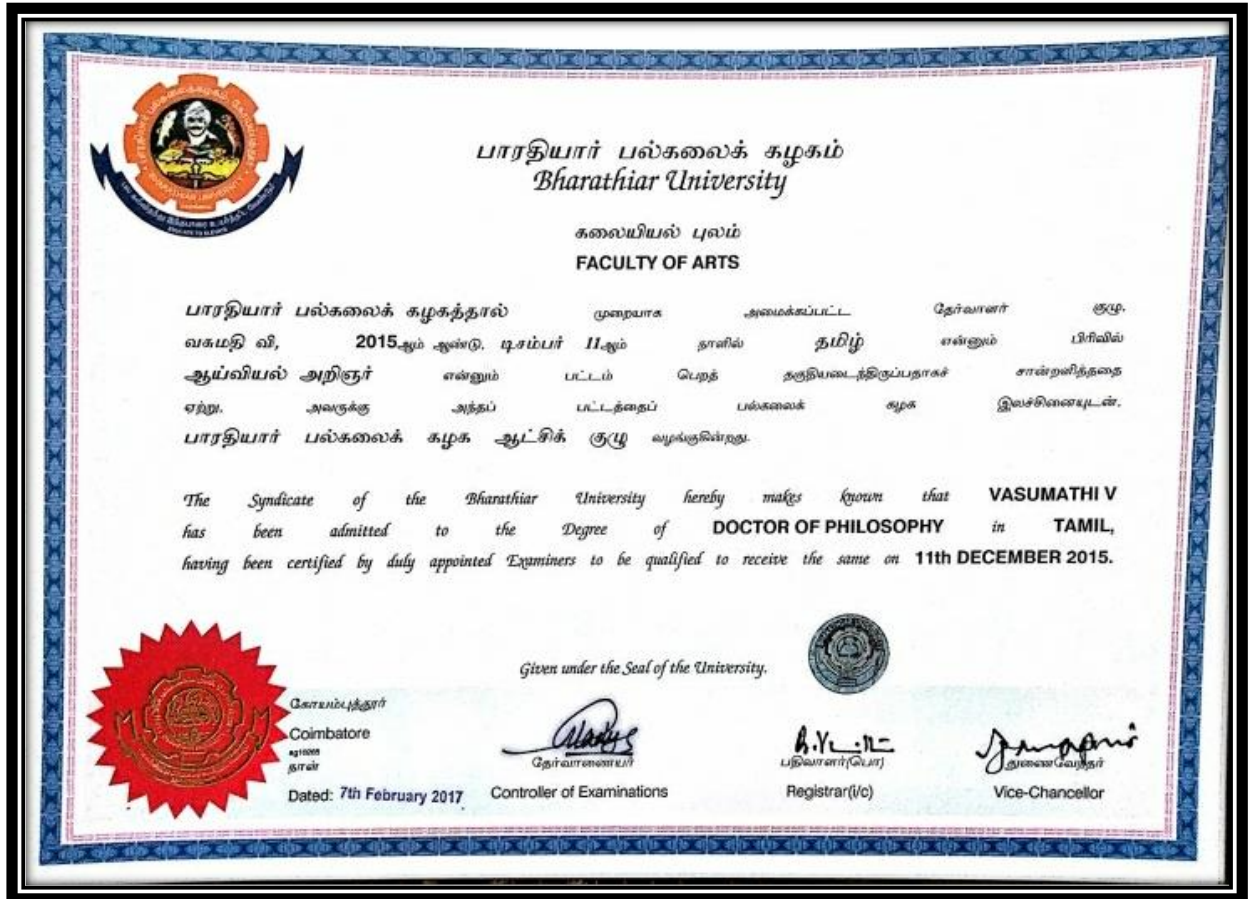 பாரதியார் பல்கலைக் கழகம்
Bharathiar University
கலையியல் புலம்
FACULTY OF ARTS
பாரதியார் பல்கலைக் கழகத்தால் முறையாக அமைக்கப்பட்ட தேர்வாளர் குழு,
வசுமதி வி, 2015ஆம் ஆண்டு, டிசம்பர் 11ஆம் நாளில் தமிழ் என்னும் பிரிவில்
ஆய்வியல் அறிஞர் என்னும் பட்டம் பெறத் தகுதியடைந்திருப்பதாகச் சான்றளித்ததை
ஏற்று, அவருக்கு அந்தப் பட்டத்தைப் பல்கலைக் கழக இலச்சினையுடன்,
பாரதியார் பல்கலைக் கழக ஆட்சிக் குழு வழங்குகின்றது.
The Syndicate of the Bharathiar University hereby makes known that VASUMATHI V
has been admitted to the Degree of DOCTOR OF PHILOSOPHY in TAMIL,
having been certified by duly appointed Examiners to be qualified to receive the same on 11th DECEMBER 2015.
Given under the Seal of the University.
கோயம்புத்தூர்
Coimbatore
நாள்
Dated: 7th February 2017
தேர்வாணையர்
Controller of Examinations
பதிவாளர்(பொ)
Registrar(i/c)
துணைவேந்தர்
Vice-Chancellor
BHARATHIAR UNIVERSITY
EDUCATE TO ELEVATE